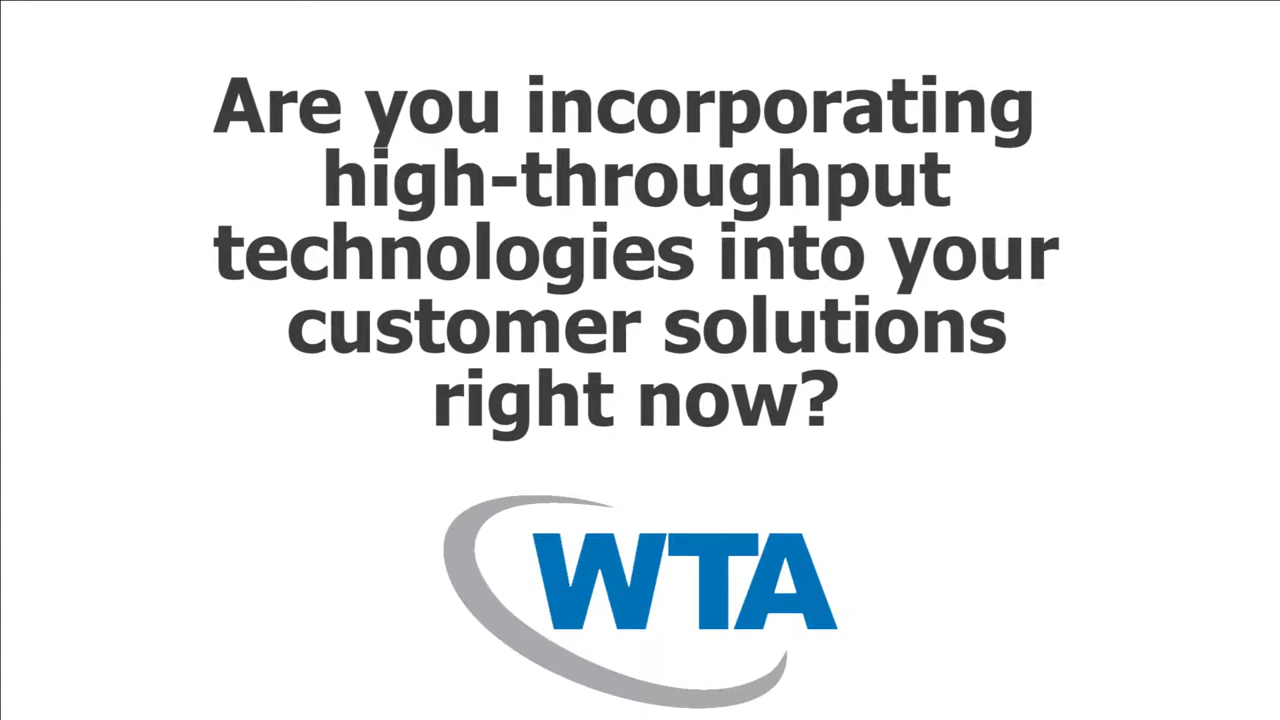 Are you incorporating
high-throughput
technologies into your
customer solutions
right now?
WTA